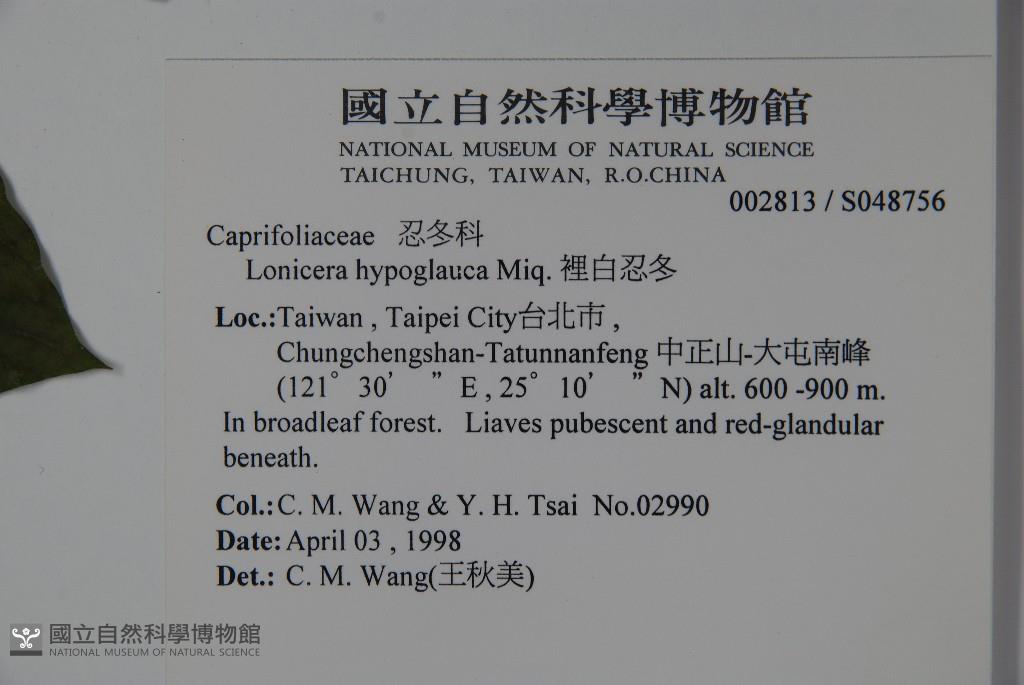 國立自然科學博物館
NATIONAL MUSEUM OF NATURAL SCIENCE
TAICHUNG, TAIWAN, R.O.CHINA
002813 / S048756
Caprifoliaceae 忍冬科
Lonicera hypoglauca Miq. 裡白忍冬
Loc.:Taiwan , Taipei City台北市 ,
Chungchengshan-Tatunnanfeng 中正山-大屯南峰
(121° 30’ ” E , 25° 10’ ” N) alt. 600 -900 m.
In broadleaf forest. Liaves pubescent and red-glandular
beneath.
Col.: C. M. Wang & Y. H. Tsai No.02990
Date: April 03 , 1998
Det.: C. M. Wang(王秋美)
國立自然科學博物館
NATIONAL MUSEUM OF NATURAL SCIENCE